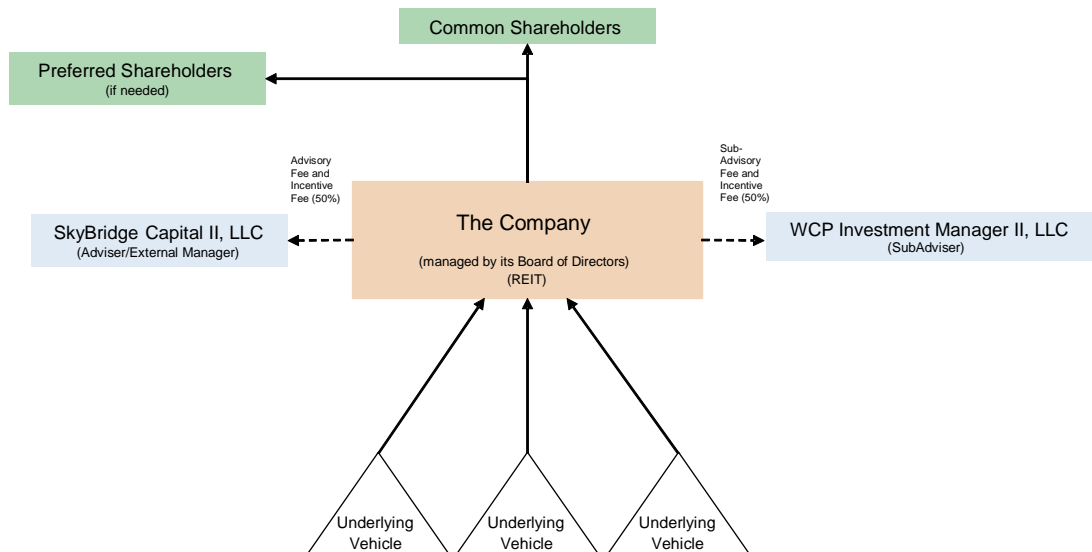 Common Shareholders
Preferred Shareholders
(if needed)
Advisory
Fee and
Incentive
Fee (50%)
Sub-
Advisory
Fee and
Incentive
Fee (50%)
The Company
(managed by its Board of Directors)
(REIT)
SkyBridge Capital II, LLC
(Adviser/External Manager)
WCP Investment Manager II, LLC
(SubAdviser)
Underlying
Vehicle
Underlying
Vehicle
Underlying
Vehicle